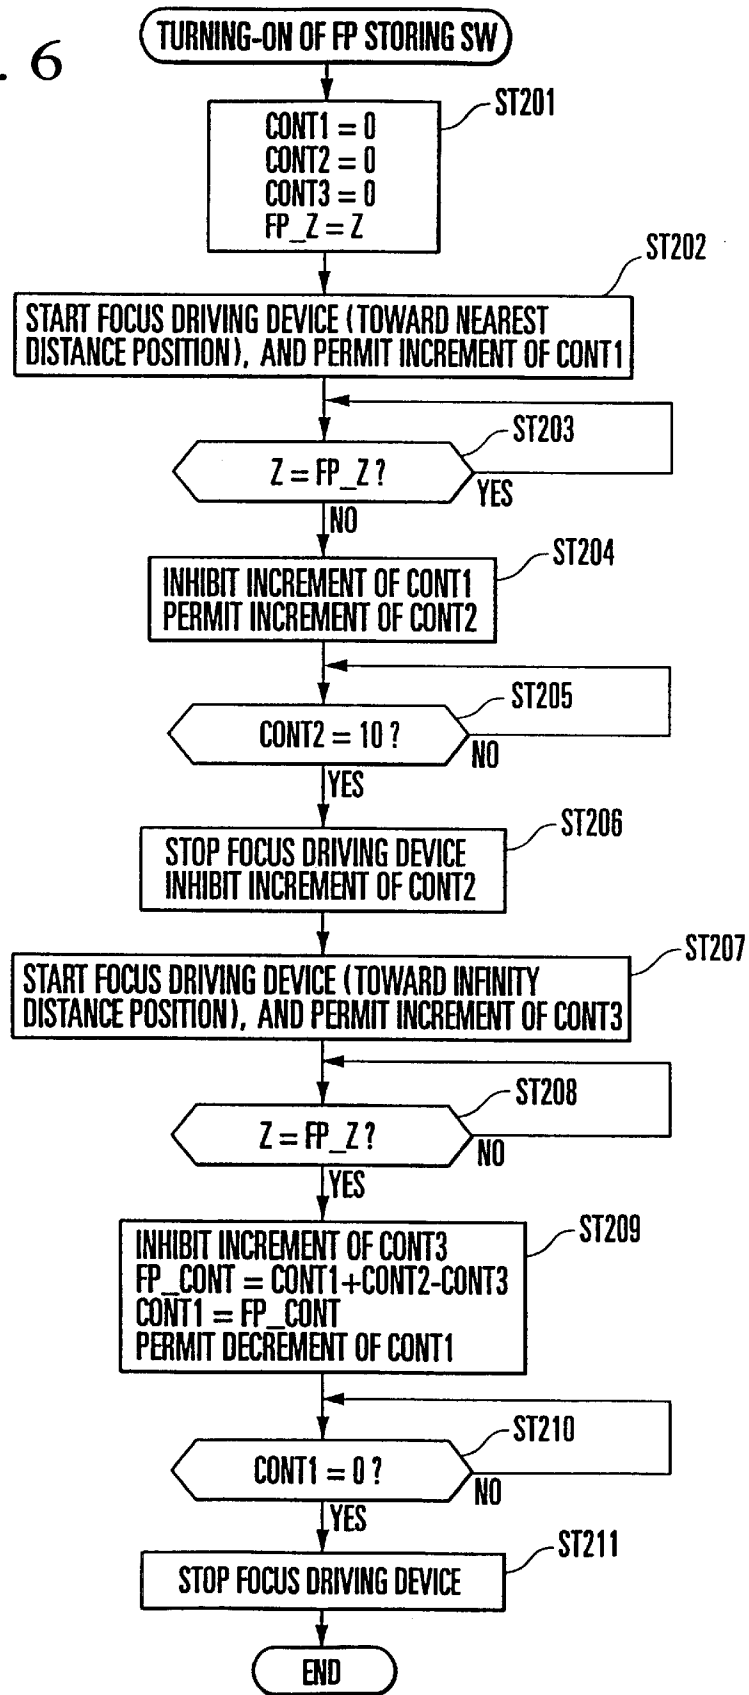 . 6
TURNING-ON OF FP STORING SW
ST201
CONT1 = 0
CONT2 = 0
CONT3 = 0
FP_Z = Z
ST202
START FOCUS DRIVING DEVICE (TOWARD NEAREST
DISTANCE POSITION), AND PERMIT INCREMENT OF CONT1
ST203
Z = FP_Z ?
YES
NO
ST204
INHIBIT INCREMENT OF CONT1
PERMIT INCREMENT OF CONT2
ST205
CONT2 = 10 ?
NO
YES
ST206
STOP FOCUS DRIVING DEVICE
INHIBIT INCREMENT OF CONT2
ST207
START FOCUS DRIVING DEVICE (TOWARD INFINITY
DISTANCE POSITION), AND PERMIT INCREMENT OF CONT3
ST208
Z = FP_Z ?
NO
YES
ST209
INHIBIT INCREMENT OF CONT3
FP_CONT = CONT1+CONT2-CONT3
CONT1 = FP_CONT
PERMIT DECREMENT OF CONT1
ST210
CONT1 = 0 ?
NO
YES
ST211
STOP FOCUS DRIVING DEVICE
END